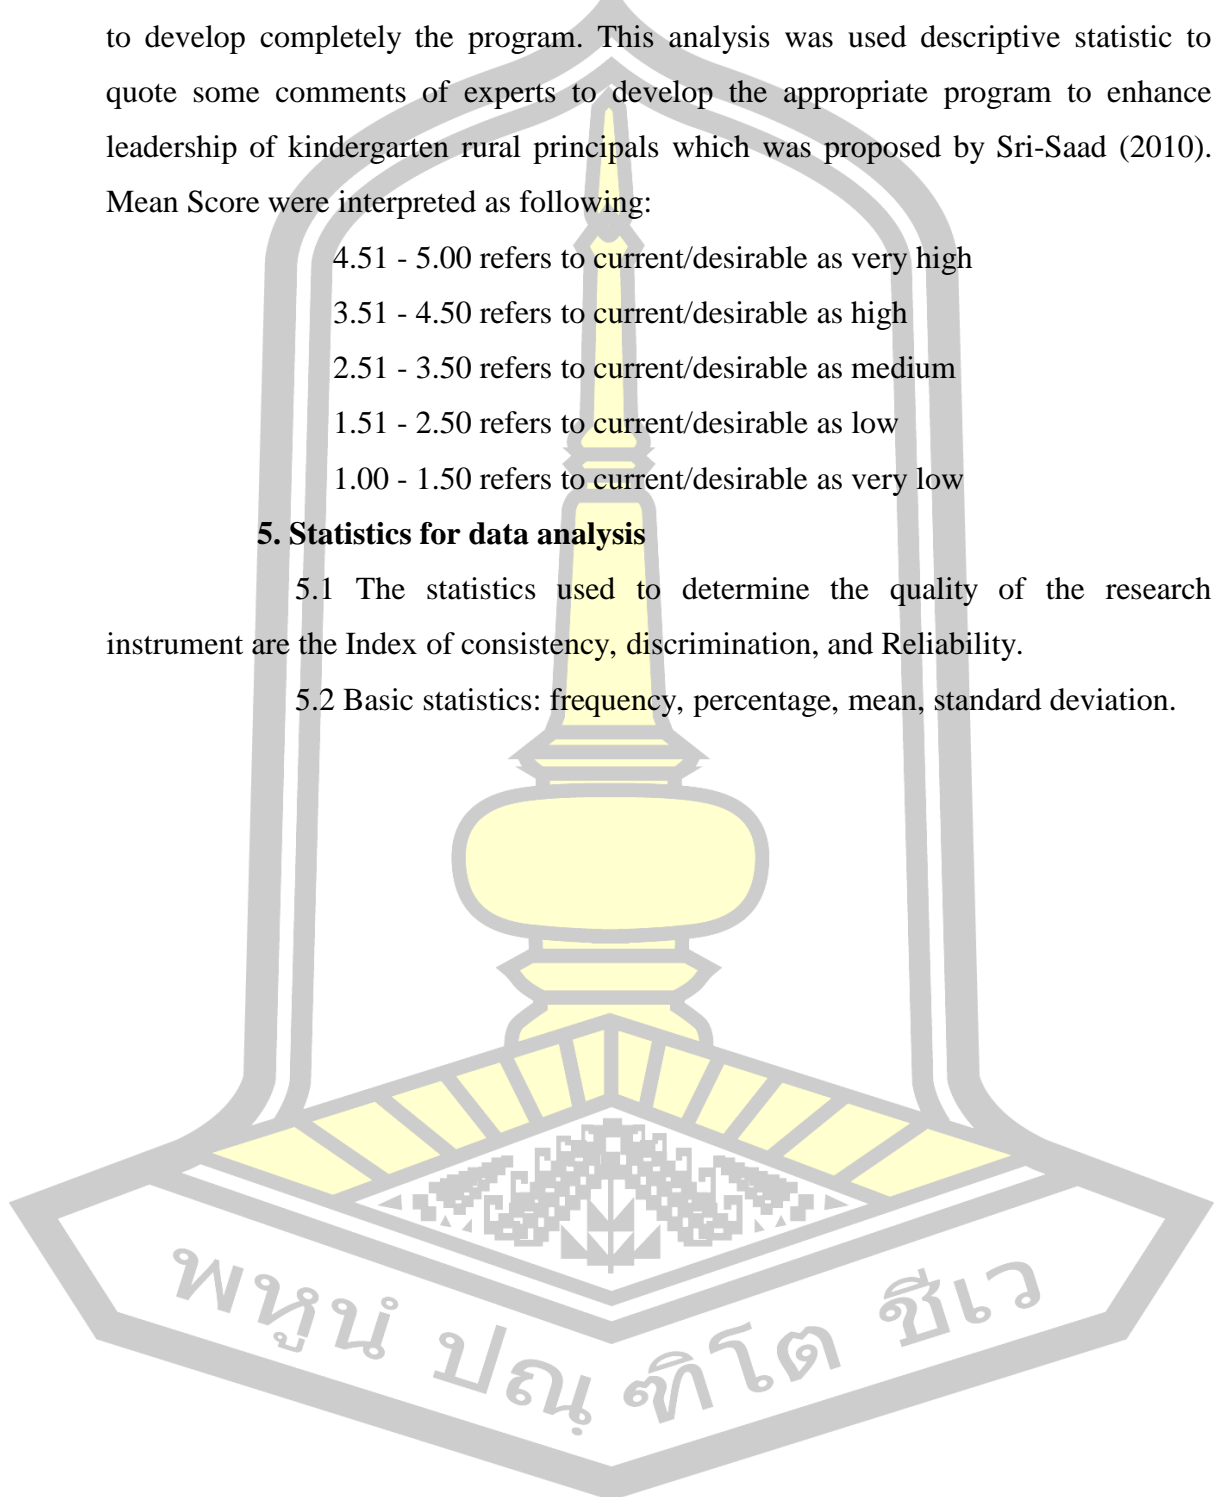 to develop completely the program. This analysis was used descriptive statistic to
quote some comments of experts to develop the appropriate program to enhance
leadership of kindergarten rural principals which was proposed by Sri-Saad (2010).
Mean Score were interpreted as following:
4.51 - 5.00 refers to current/desirable as very high
3.51 - 4.50 refers to current/desirable as high
2.51 - 3.50 refers to current/desirable as medium
1.51 - 2.50 refers to current/desirable as low
1.00 - 1.50 refers to current/desirable as very low
5. Statistics for data analysis
5.1 The statistics used to determine the quality of the research
instrument are the Index of consistency, discrimination, and Reliability.
5.2 Basic statistics: frequency, percentage, mean, standard deviation.
พหูนํ ปณฺฑิโต ชีเว